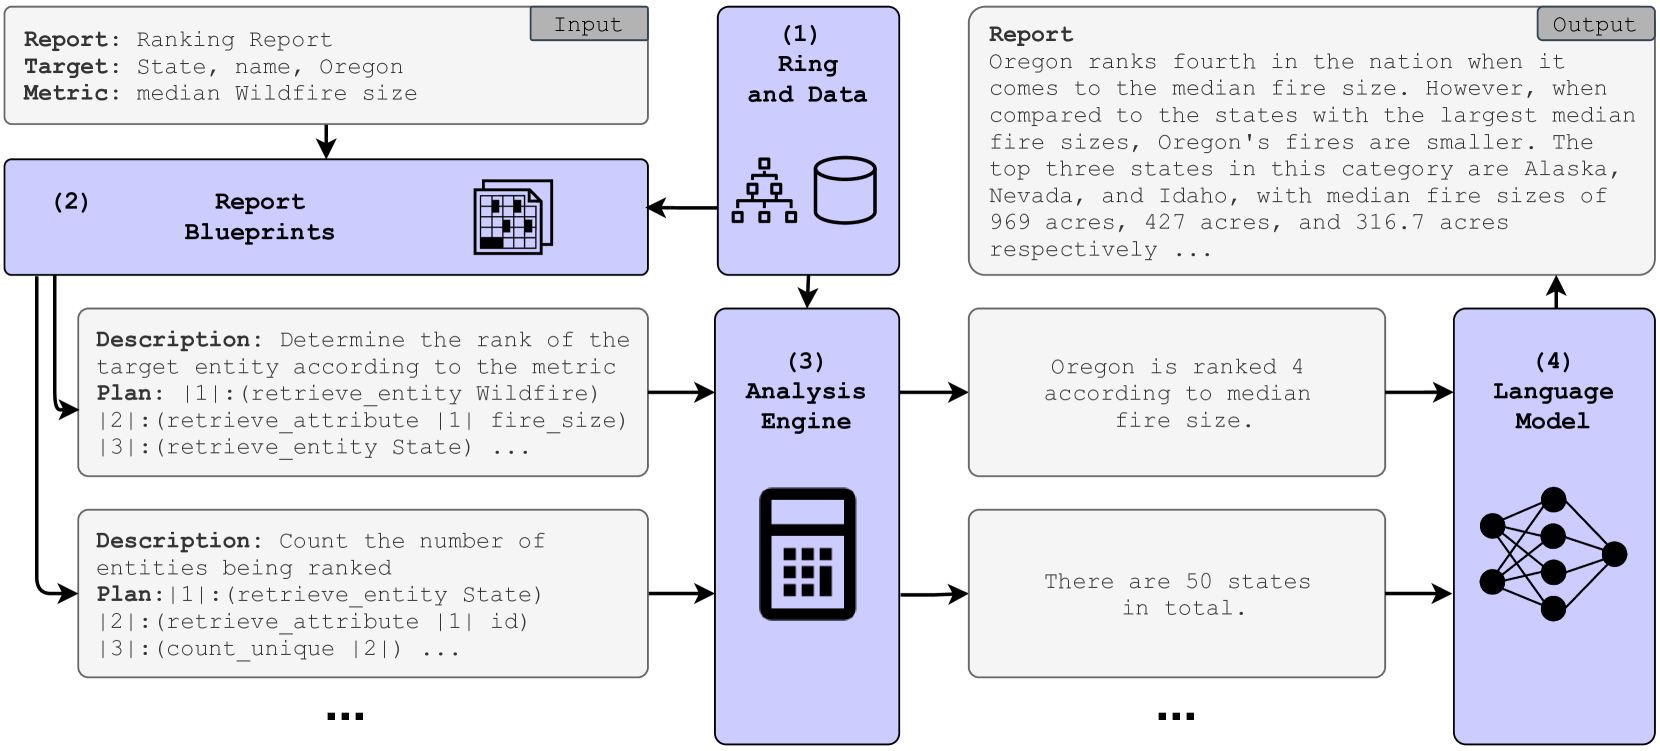 Input
Report: Ranking Report
Target: State, name, Oregon
Metric: median Wildfire size
(1)
Ring
and Data
Output
Report
Oregon ranks fourth in the nation when it
comes to the median fire size. However, when
compared to the states with the largest median
fire sizes, Oregon's fires are smaller. The
top three states in this category are Alaska,
Nevada, and Idaho, with median fire sizes of
969 acres, 427 acres, and 316.7 acres
respectively ...
(2)
Report
Blueprints
Description: Determine the rank of the
target entity according to the metric
Plan: |1|:(retrieve_entity Wildfire)
|2|:(retrieve_attribute |1| fire_size)
|3|:(retrieve_entity State) ...
Description: Count the number of
entities being ranked
Plan:|1|:(retrieve_entity State)
|2|:(retrieve_attribute |1| id)
|3|:(count_unique |2|) ...
...
(3)
Analysis
Engine
Oregon is ranked 4
according to median
fire size.
There are 50 states
in total.
...
(4)
Language
Model